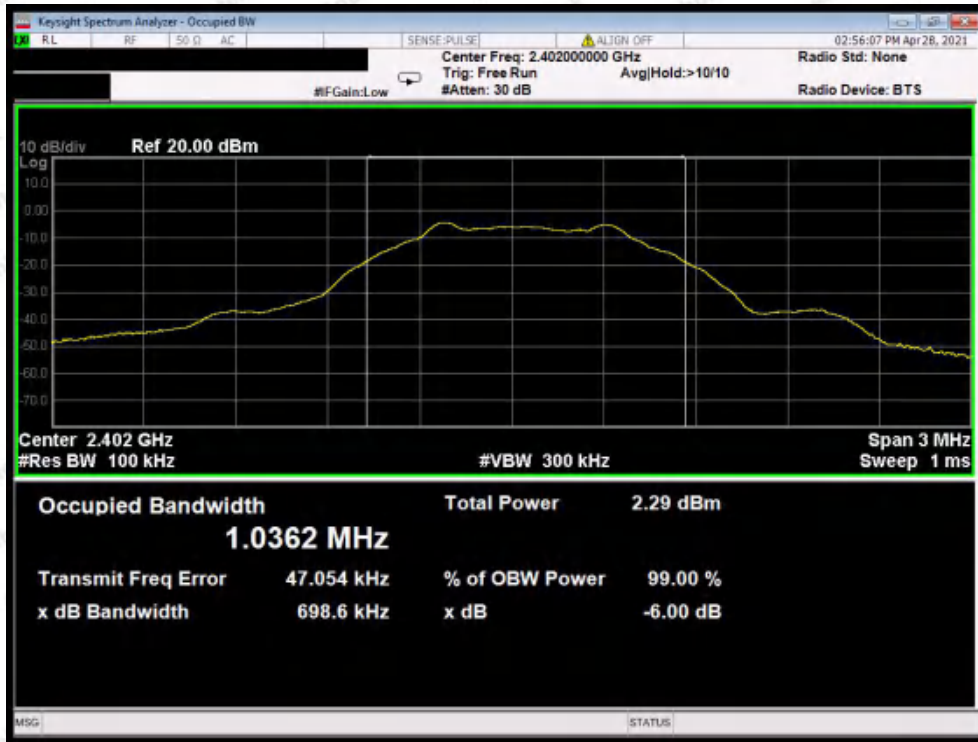 Keysight Spectrum Analyzer - Occupied BW
RL RF 50 Ω AC SENSE:PULSE ALIGN OFF 02:56:07 PM Apr 28, 2021
Center Freq: 2.402000000 GHz Radio Std: None
Trig: Free Run Avg|Hold:>10/10
#IFGain:Low #Atten: 30 dB Radio Device: BTS
10 dB/div Ref 20.00 dBm
Log
10.0
0.00
-10.0
-20.0
-30.0
-40.0
-50.0
-60.0
-70.0
Center 2.402 GHz Span 3 MHz
#Res BW 100 kHz #VBW 300 kHz Sweep 1 ms
Occupied Bandwidth Total Power 2.29 dBm
1.0362 MHz
Transmit Freq Error 47.054 kHz % of OBW Power 99.00 %
x dB Bandwidth 698.6 kHz x dB -6.00 dB
MSG STATUS